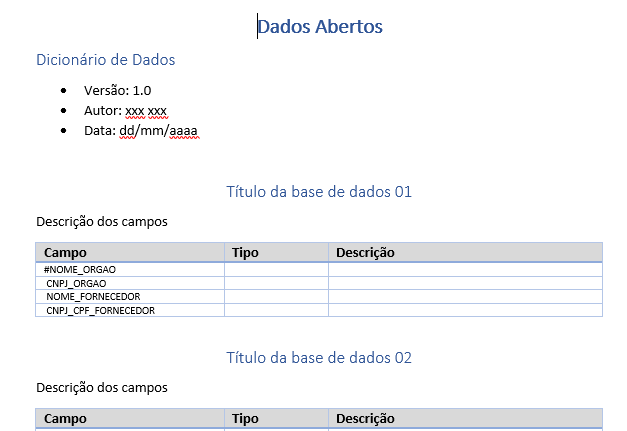 Dados Abertos
Dicionário de Dados
• Versão: 1.0
• Autor: xxx xxx
• Data: dd/mm/aaaa
Título da base de dados 01
Descrição dos campos
Campo Tipo Descrição
#NOME_ORGAO
CNPJ_ORGAO
NOME_FORNECEDOR
CNPJ_CPF_FORNECEDOR
Título da base de dados 02
Descrição dos campos
Campo Tipo Descrição